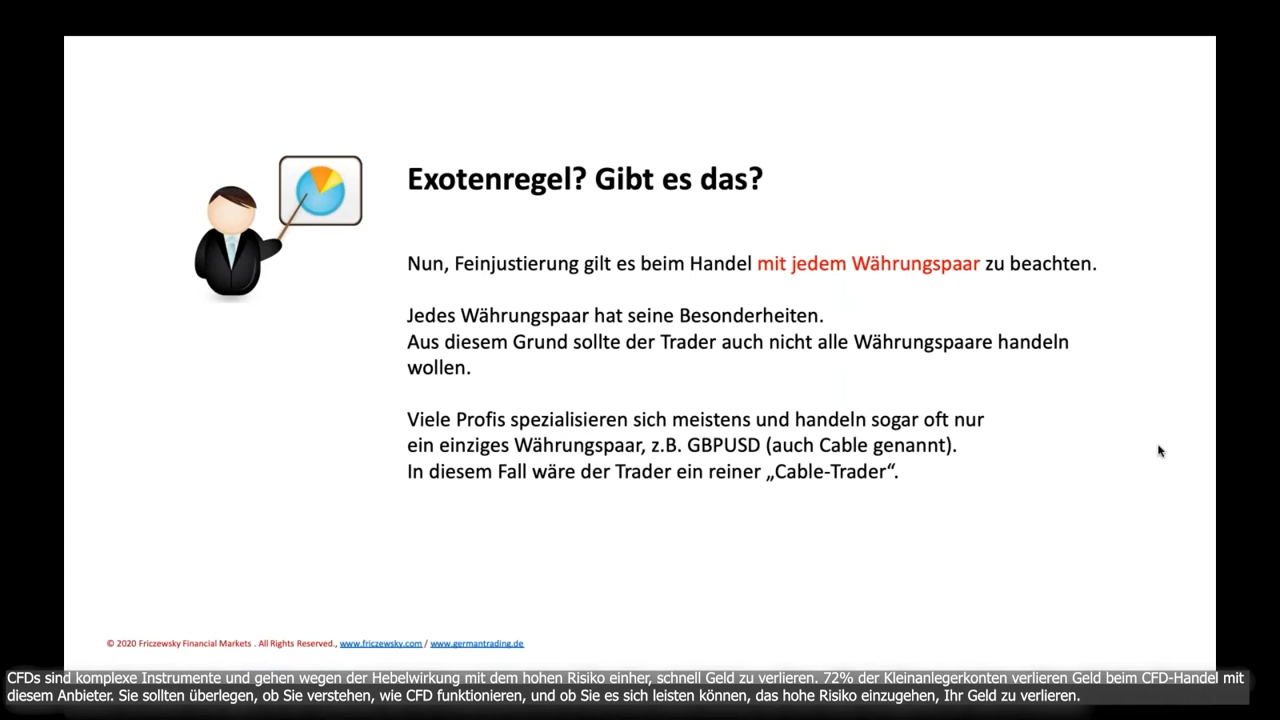 Exotenregel? Gibt es das?
Nun, Feinjustierung gilt es beim Handel mit jedem Währungspaar zu beachten.
Jedes Währungspaar hat seine Besonderheiten.
Aus diesem Grund sollte der Trader auch nicht alle Währungspaare handeln
wollen.
Viele Profis spezialisieren sich meistens und handeln sogar oft nur
ein einziges Währungspaar, z.B. GBPUSD (auch Cable genannt).
In diesem Fall wäre der Trader ein reiner „Cable-Trader“.
© 2020 Friczewsky Financial Markets . All Rights Reserved., www.friczewsky.com / www.germantrading.de
CFDs sind komplexe Instrumente und gehen wegen der Hebelwirkung mit dem hohen Risiko einher, schnell Geld zu verlieren. 72% der Kleinanlegerkonten verlieren Geld beim CFD-Handel mit
diesem Anbieter. Sie sollten überlegen, ob Sie verstehen, wie CFD funktionieren, und ob Sie es sich leisten können, das hohe Risiko einzugehen, Ihr Geld zu verlieren.